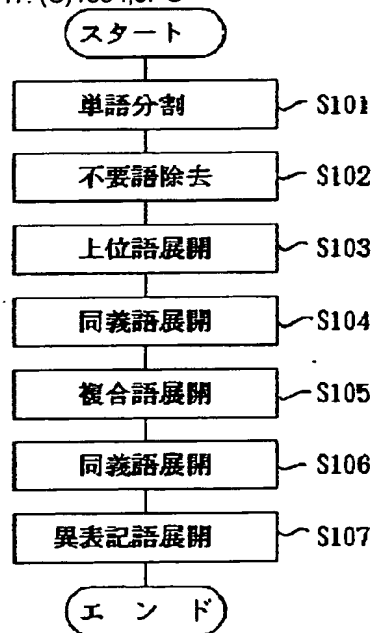 スタート
単語分割 S101
不要語除去 S102
上位語展開 S103
同義語展開 S104
複合語展開 S105
同義語展開 S106
異表記語展開 S107
エンド